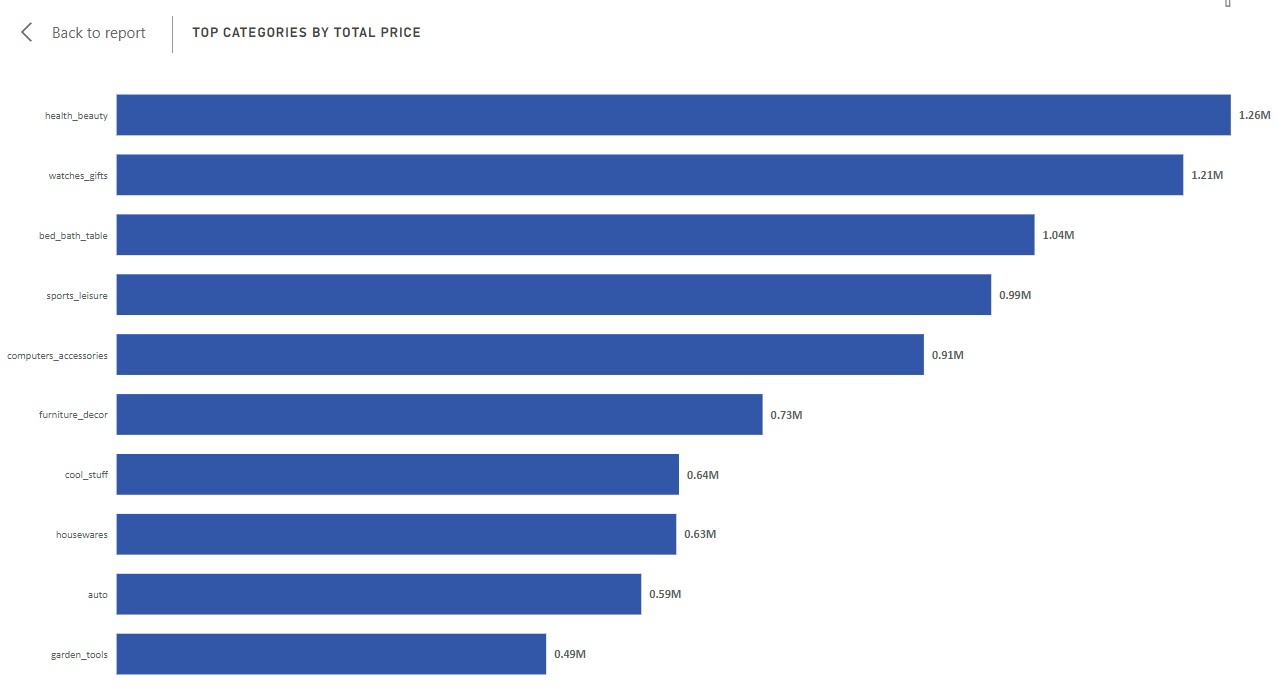 Back to report
TOP CATEGORIES BY TOTAL PRICE
health_beauty 1.26M
watches_gifts 1.21M
bed_bath_table 1.04M
sports_leisure 0.99M
computers_accessories 0.91M
furniture_decor 0.73M
cool_stuff 0.64M
housewares 0.63M
auto 0.59M
garden_tools 0.49M